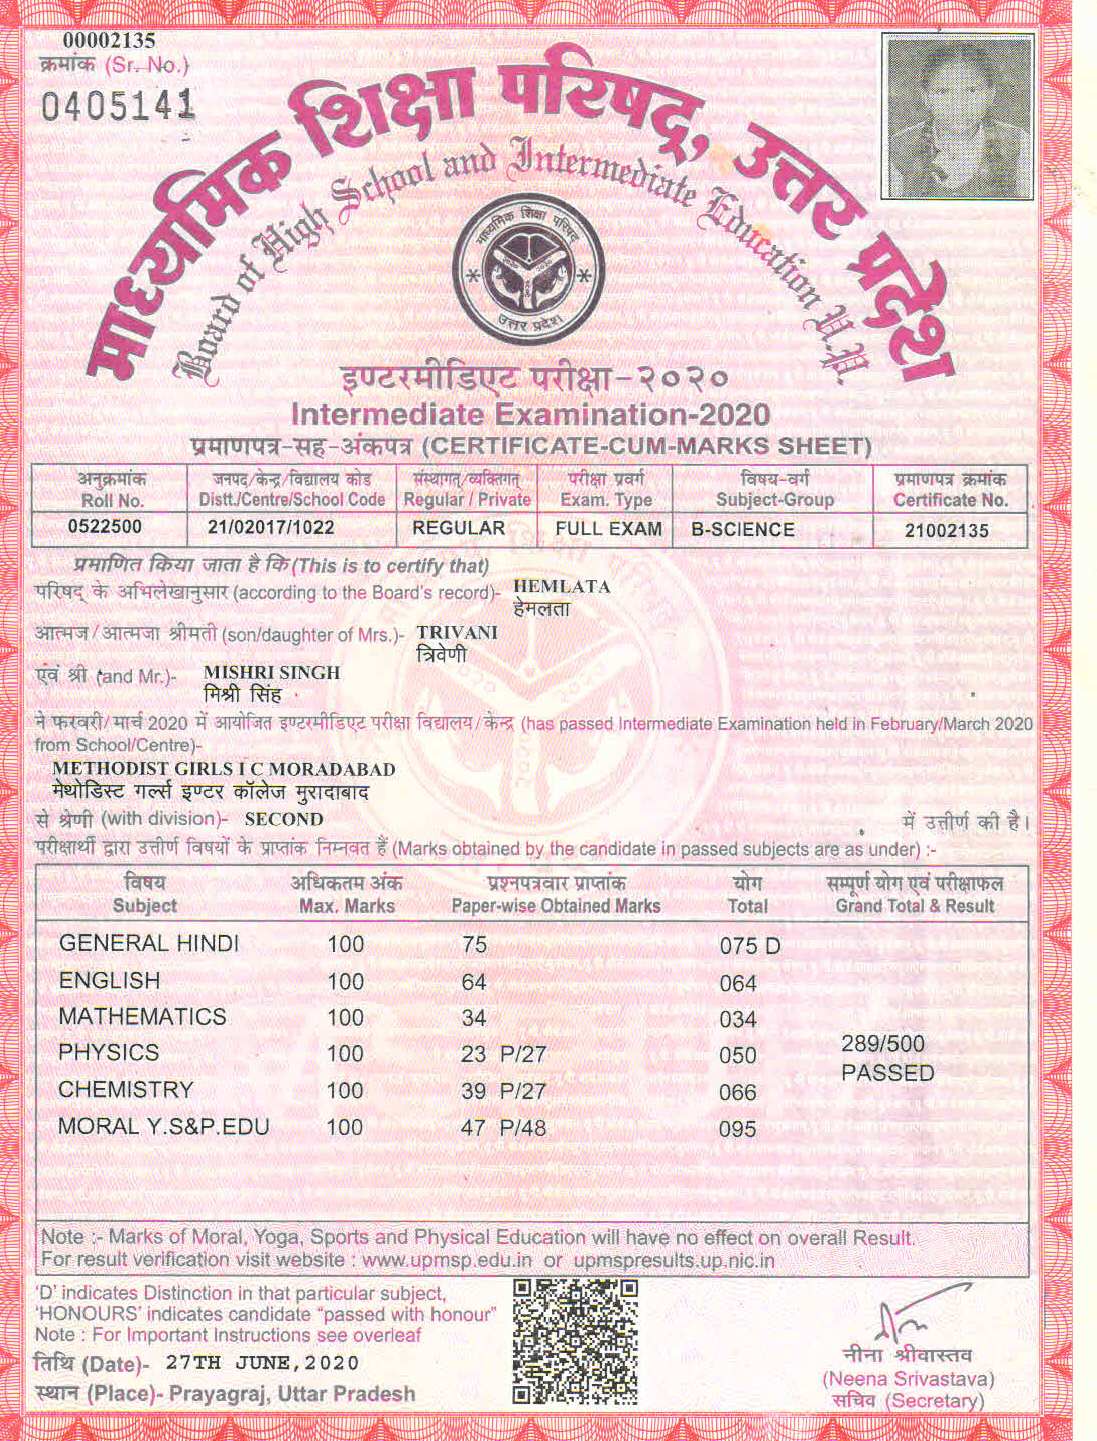 00002135
क्रमांक (Sr. No.)
0405141
माध्यमिक शिक्षा परिषद्, उत्तर प्रदेश
Board of High School and Intermediate Education U.P.
माध्यमिक शिक्षा परिषद्
उत्तर प्रदेश
इण्टरमीडिएट परीक्षा-२०२०
Intermediate Examination-2020
प्रमाणपत्र-सह-अंकपत्र (CERTIFICATE-CUM-MARKS SHEET)
अनुक्रमांक जनपद/केन्द्र/विद्यालय कोड संस्थागत/व्यक्तिगत परीक्षा प्रवर्ग विषय-वर्ग प्रमाणपत्र क्रमांक
Roll No. Distt./Centre/School Code Regular / Private Exam. Type Subject-Group Certificate No.
0522500 21/02017/1022 REGULAR FULL EXAM B-SCIENCE 21002135
प्रमाणित किया जाता है कि (This is to certify that)
परिषद् के अभिलेखानुसार (according to the Board's record)- HEMLATA
हेमलता
आत्मज/आत्मजा श्रीमती (son/daughter of Mrs.)- TRIVANI
त्रिवेणी
एवं श्री (and Mr.)- MISHRI SINGH
मिश्री सिंह
ने फरवरी/मार्च 2020 में आयोजित इण्टरमीडिएट परीक्षा विद्यालय/केन्द्र (has passed Intermediate Examination held in February/March 2020
from School/Centre)-
METHODIST GIRLS I C MORADABAD
मेथोडिस्ट गर्ल्स इण्टर कॉलेज मुरादाबाद
से श्रेणी (with division)- SECOND में उत्तीर्ण की है।
परीक्षार्थी द्वारा उत्तीर्ण विषयों के प्राप्तांक निम्नवत हैं (Marks obtained by the candidate in passed subjects are as under) :-
विषय अधिकतम अंक प्रश्नपत्रवार प्राप्तांक योग सम्पूर्ण योग एवं परीक्षाफल
Subject Max. Marks Paper-wise Obtained Marks Total Grand Total & Result
GENERAL HINDI 100 75 075 D
ENGLISH 100 64 064
MATHEMATICS 100 34 034
PHYSICS 100 23 P/27 050 289/500
CHEMISTRY 100 39 P/27 066 PASSED
MORAL Y.S&P.EDU 100 47 P/48 095
Note :- Marks of Moral, Yoga, Sports and Physical Education will have no effect on overall Result.
For result verification visit website : www.upmsp.edu.in or upmspresults.up.nic.in
'D' indicates Distinction in that particular subject,
'HONOURS' indicates candidate "passed with honour"
Note : For Important Instructions see overleaf
तिथि (Date)- 27TH JUNE,2020
स्थान (Place)- Prayagraj, Uttar Pradesh
नीना श्रीवास्तव
(Neena Srivastava)
सचिव (Secretary)